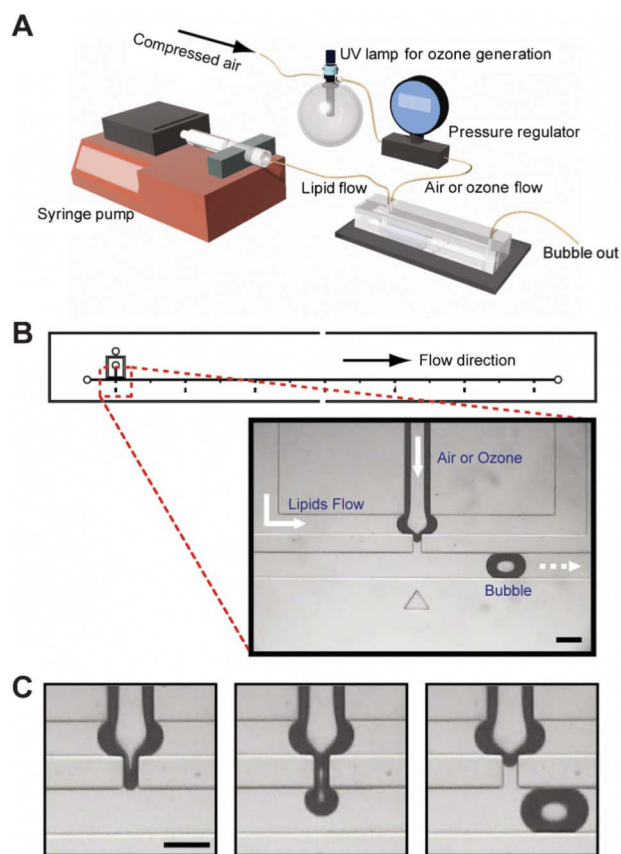 A
Compressed air
UV lamp for ozone generation
Pressure regulator
Lipid flow
Air or ozone flow
Syringe pump
Bubble out
B
Flow direction
Air or Ozone
Lipids Flow
Bubble
C